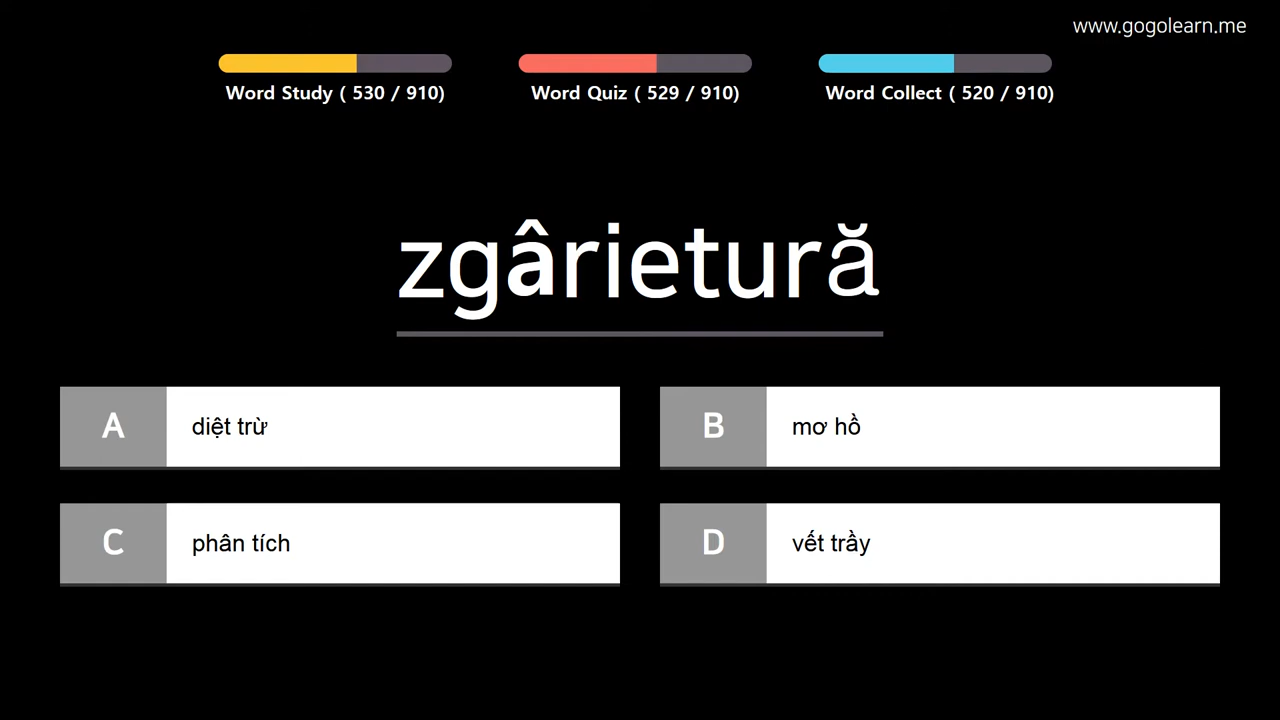 www.gogolearn.me
Word Study ( 530 / 910)
Word Quiz ( 529 / 910)
Word Collect ( 520 / 910)
zgârietură
A diệt trừ
B mơ hồ
C phân tích
D vết trầy